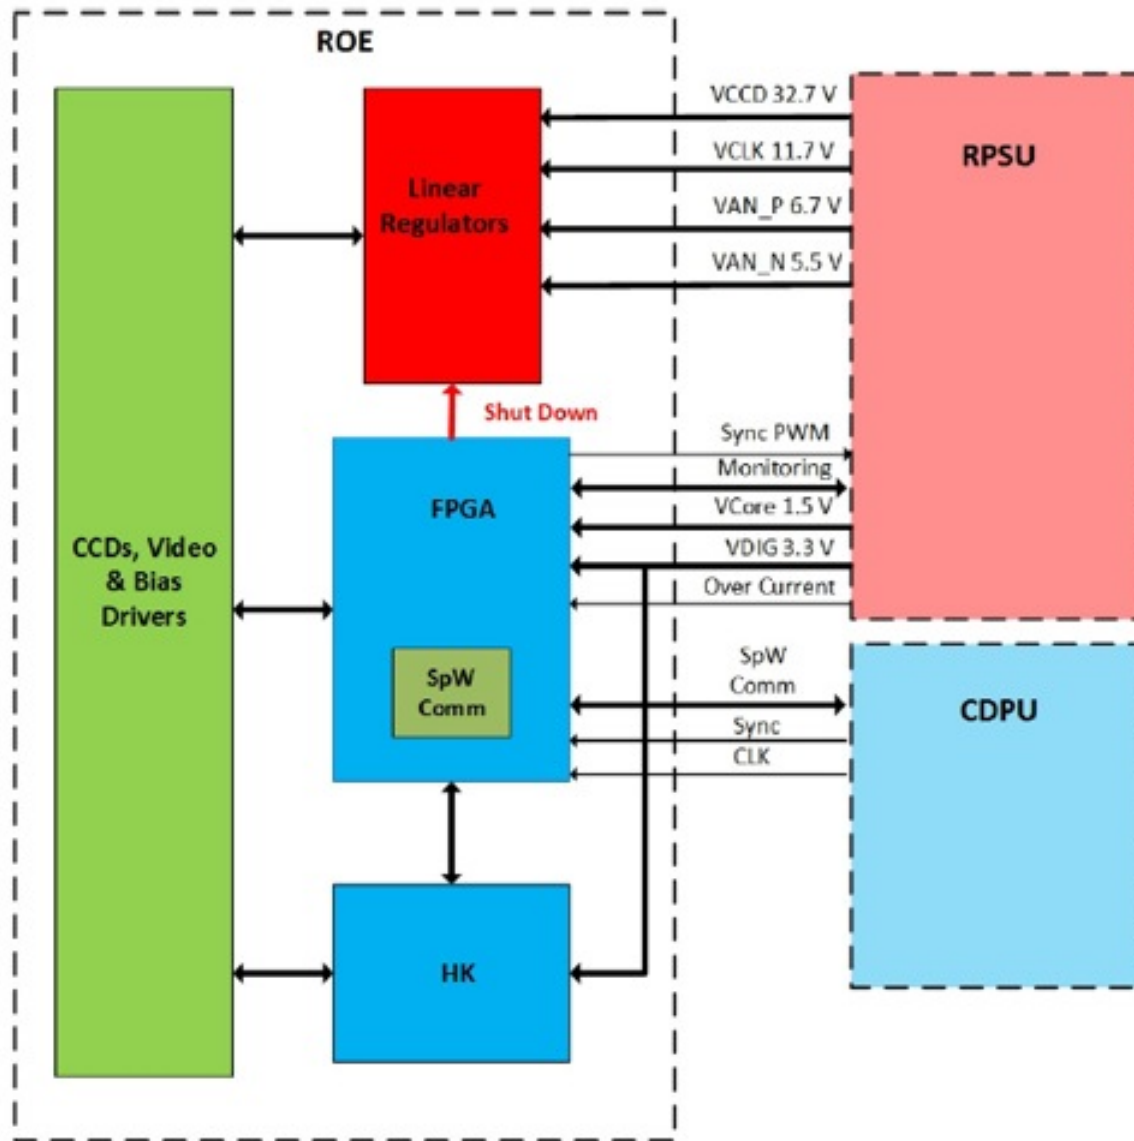 ROE
VCCD 32.7 V
RPSU
VCLK 11.7 V
Linear
Regulators
VAN_P 6.7 V
VAN_N 5.5 V
Shut Down
Sync PWM
Monitoring
FPGA
VCore 1.5 V
VDIG 3.3 V
CCDs, Video
& Bias
Drivers
Over Current
SpW
Comm
SpW
Comm
CDPU
Sync
CLK
HK